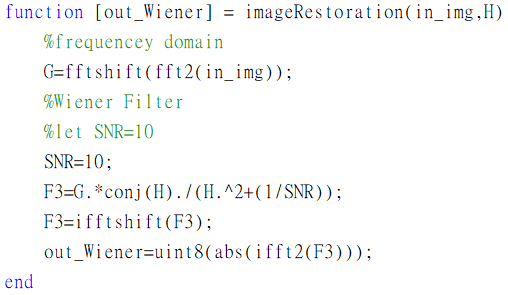 function [out_Wiener] = imageRestoration(in_img,H)
%frequencey domain
G=fftshift(fft2(in_img));
%Wiener Filter
%let SNR=10
SNR=10;
F3=G.*conj(H)./(H.^2+(1/SNR));
F3=ifftshift(F3);
out_Wiener=uint8(abs(ifft2(F3)));
end